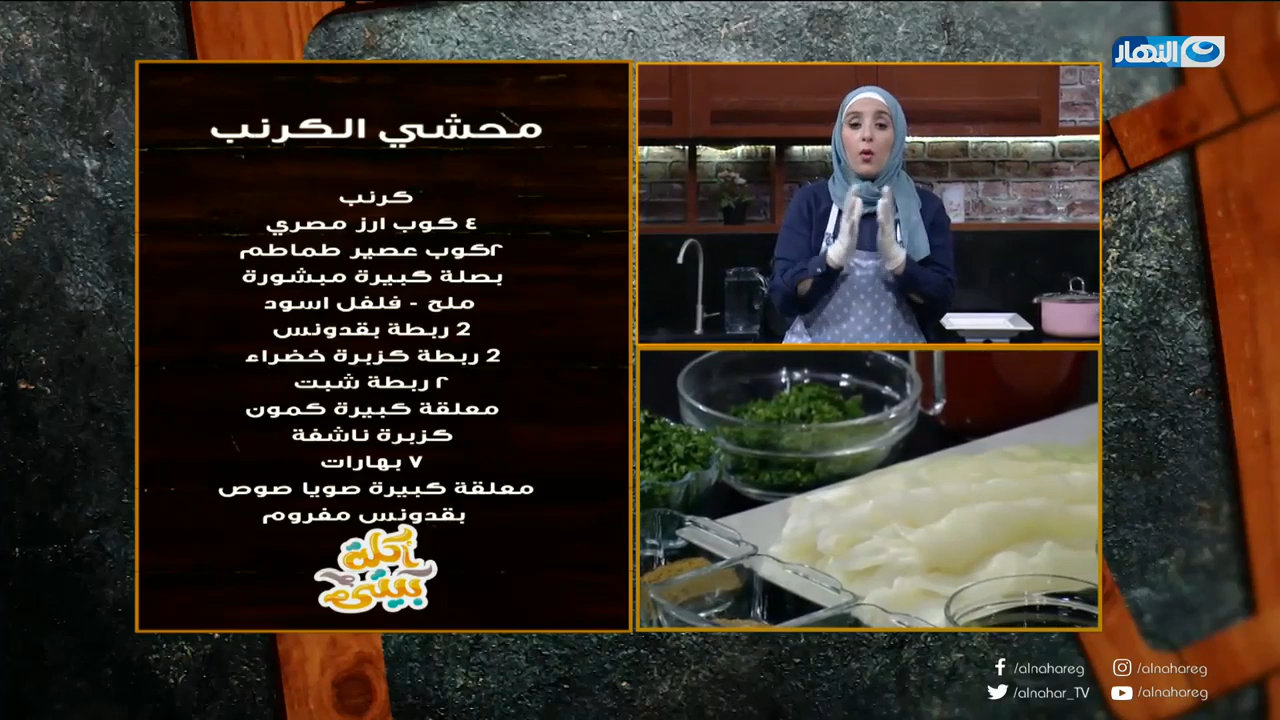 النهار
محشي الكرنب
كرنب
٤ كوب ارز مصري
٢كوب عصير طماطم
بصلة كبيرة مبشورة
ملح - فلفل اسود
2 ربطة بقدونس
2 ربطة كزبرة خضراء
٢ ربطة شبت
معلقة كبيرة كمون
كزبرة ناشفة
٧ بهارات
معلقة كبيرة صويا صوص
بقدونس مفروم
أكلة
بيتي
/alnahareg
/alnahareg
/alnahar_TV
/alnahareg